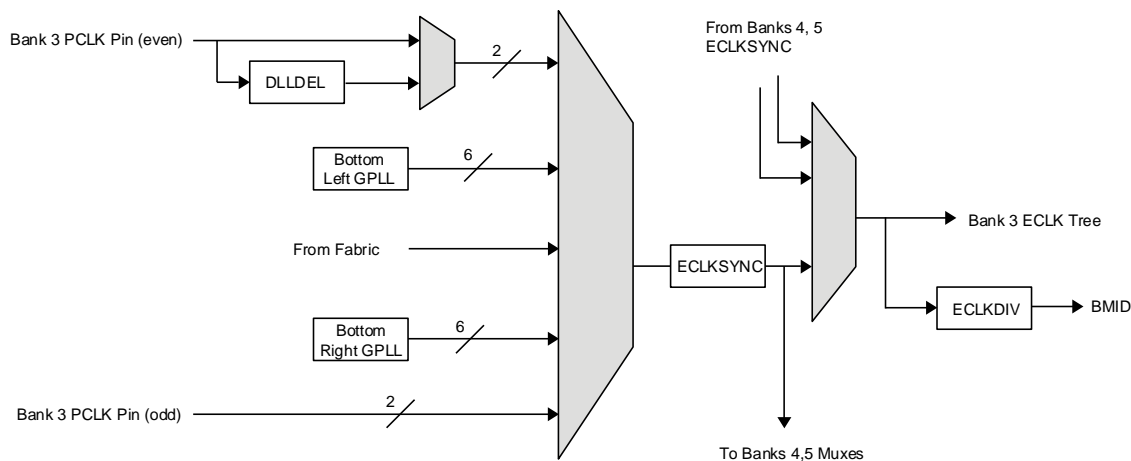 From Banks 4, 5
ECLKSYNC
Bank 3 PCLK Pin (even)
2
DLLDEL
Bottom
Left GPLL
6
From Fabric
Bank 3 ECLK Tree
ECLKSYNC
ECLKDIV
BMID
Bottom
Right GPLL
6
Bank 3 PCLK Pin (odd)
2
To Banks 4,5 Muxes